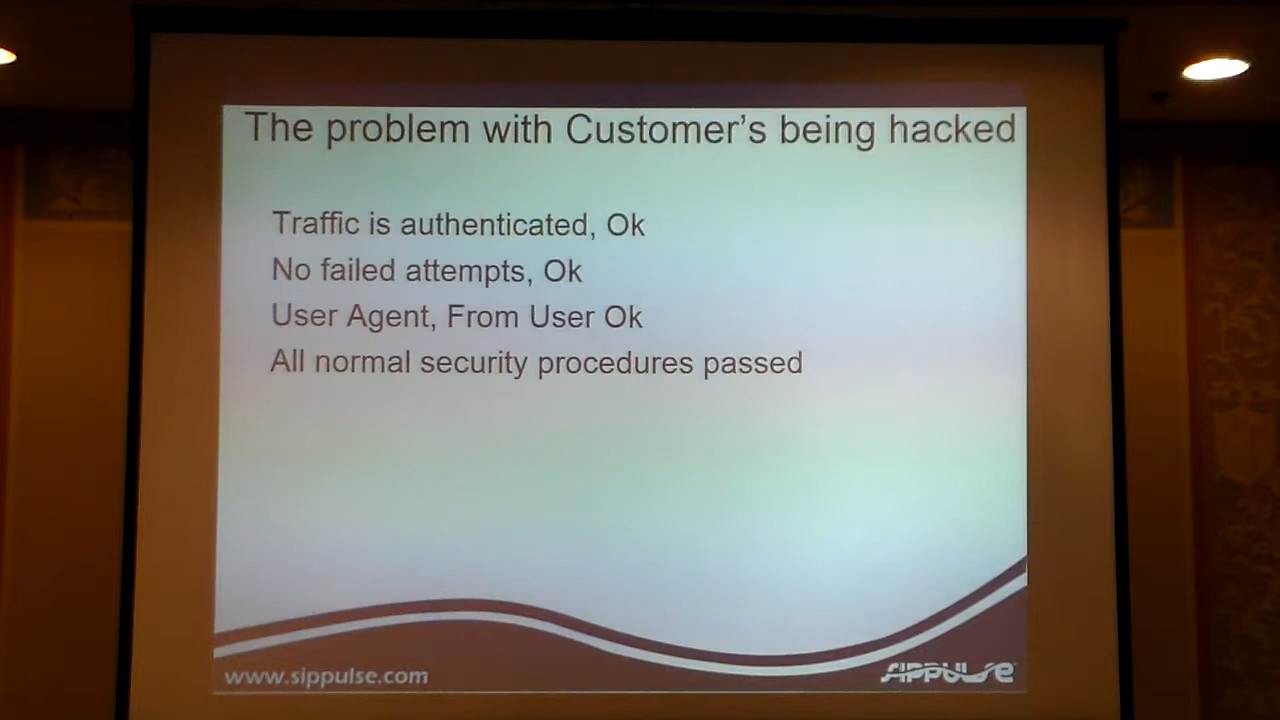 The problem with Customer's being hacked
Traffic is authenticated, Ok
No failed attempts, Ok
User Agent, From User Ok
All normal security procedures passed
www.sippulse.com
SIPPULSE